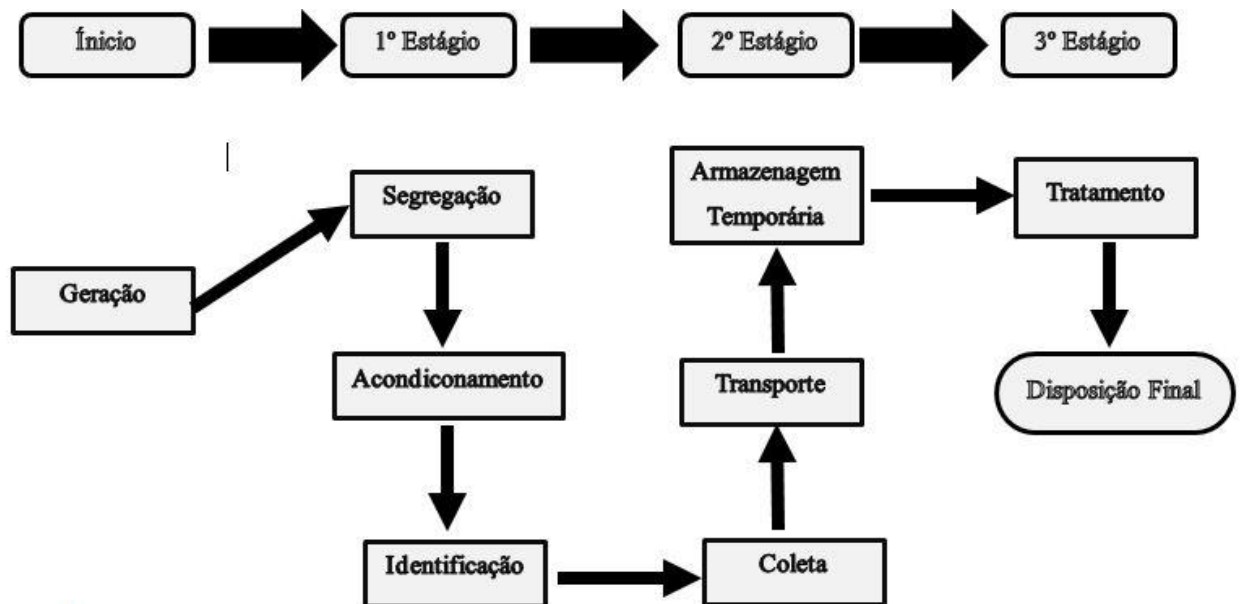 Ínicio
1º Estágio
2º Estágio
3º Estágio
Geração
Segregação
Acondiconamento
Identificação
Coleta
Transporte
Armazenagem
Temporária
Tratamento
Disposição Final